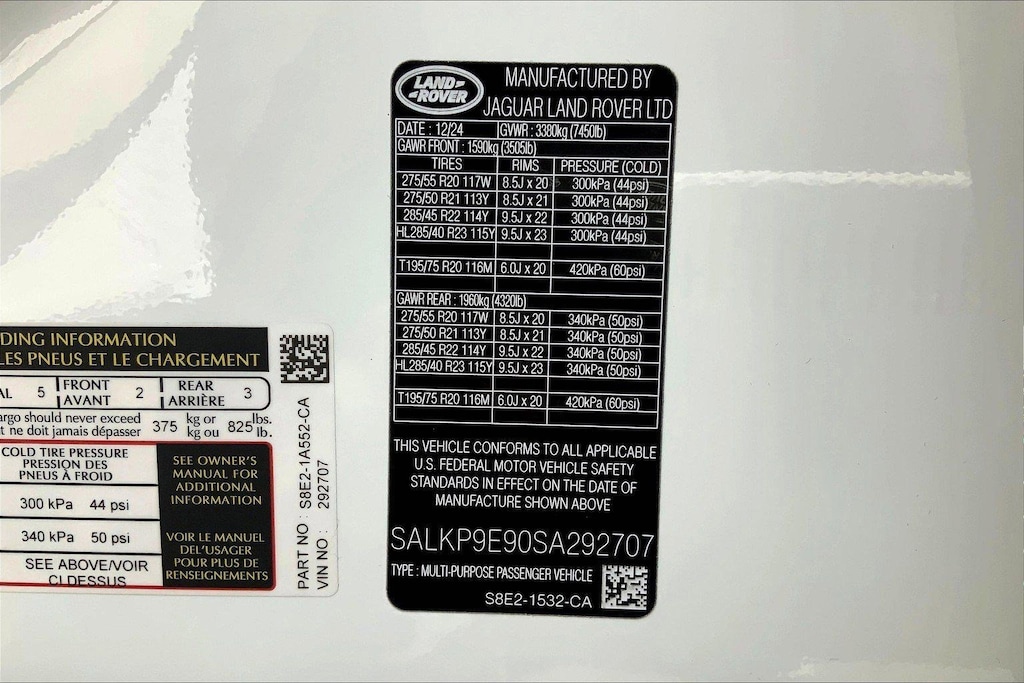 LAND-
-ROVER
MANUFACTURED BY
JAGUAR LAND ROVER LTD
DATE : 12/24 GVWR : 3380kg (7450lb)
GAWR FRONT : 1590kg (3505lb)
TIRES RIMS PRESSURE (COLD)
275/55 R20 117W 8.5J x 20 300kPa (44psi)
275/50 R21 113Y 8.5J x 21 300kPa (44psi)
285/45 R22 114Y 9.5J x 22 300kPa (44psi)
HL285/40 R23 115Y 9.5J x 23 300kPa (44psi)
T195/75 R20 116M 6.0J x 20 420kPa (60psi)
GAWR REAR : 1960kg (4320lb)
275/55 R20 117W 8.5J x 20 340kPa (50psi)
275/50 R21 113Y 8.5J x 21 340kPa (50psi)
285/45 R22 114Y 9.5J x 22 340kPa (50psi)
HL285/40 R23 115Y 9.5J x 23 340kPa (50psi)
T195/75 R20 116M 6.0J x 20 420kPa (60psi)
THIS VEHICLE CONFORMS TO ALL APPLICABLE
U.S. FEDERAL MOTOR VEHICLE SAFETY
STANDARDS IN EFFECT ON THE DATE OF
MANUFACTURE SHOWN ABOVE
SALKP9E90SA292707
TYPE : MULTI-PURPOSE PASSENGER VEHICLE
S8E2-1532-CA
DING INFORMATION
LES PNEUS ET LE CHARGEMENT
AL 5 FRONT AVANT 2 REAR ARRIÈRE 3
argo should never exceed 375 kg or 825 lbs.
t ne doit jamais dépasser kg ou lb.
COLD TIRE PRESSURE
PRESSION DES
PNEUS À FROID
300 kPa 44 psi
340 kPa 50 psi
SEE ABOVE/VOIR
CI DESSUS
SEE OWNER'S
MANUAL FOR
ADDITIONAL
INFORMATION
VOIR LE MANUEL
DEL'USAGER
POUR PLUS DE
RENSEIGNEMENTS
PART NO : S8E2-1A552-CA
VIN NO : 292707